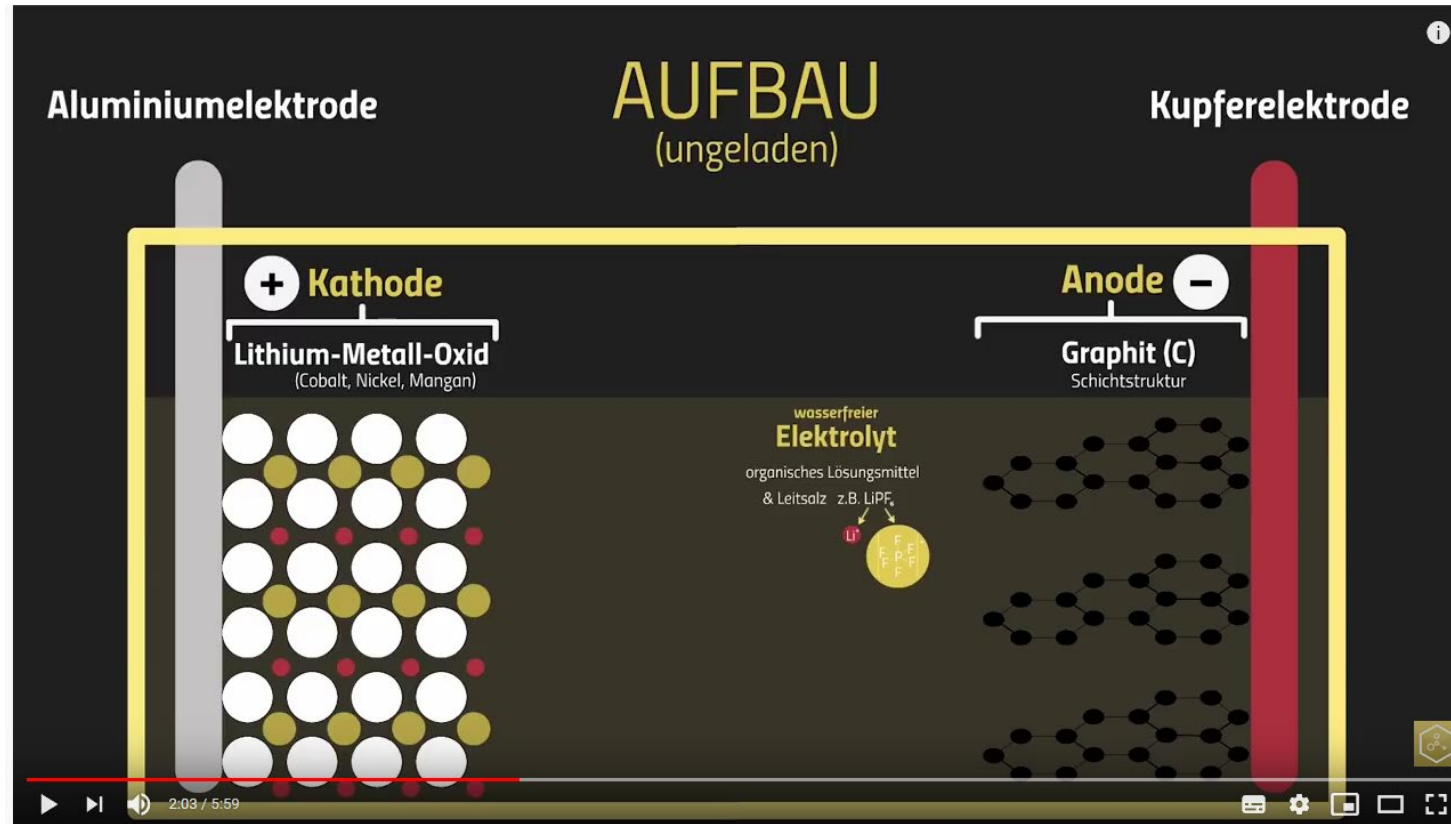 AUFBAU
(ungeladen)
Aluminiumelektrode
Kupferelektrode
+ Kathode
Lithium-Metall-Oxid
(Cobalt, Nickel, Mangan)
Anode -
Graphit (C)
Schichtstruktur
wasserfreier
Elektrolyt
organisches Lösungsmittel
& Leitsalz z.B. LiPF₆
Li⁺
F
F F
P
F F
F
2:03 / 5:59